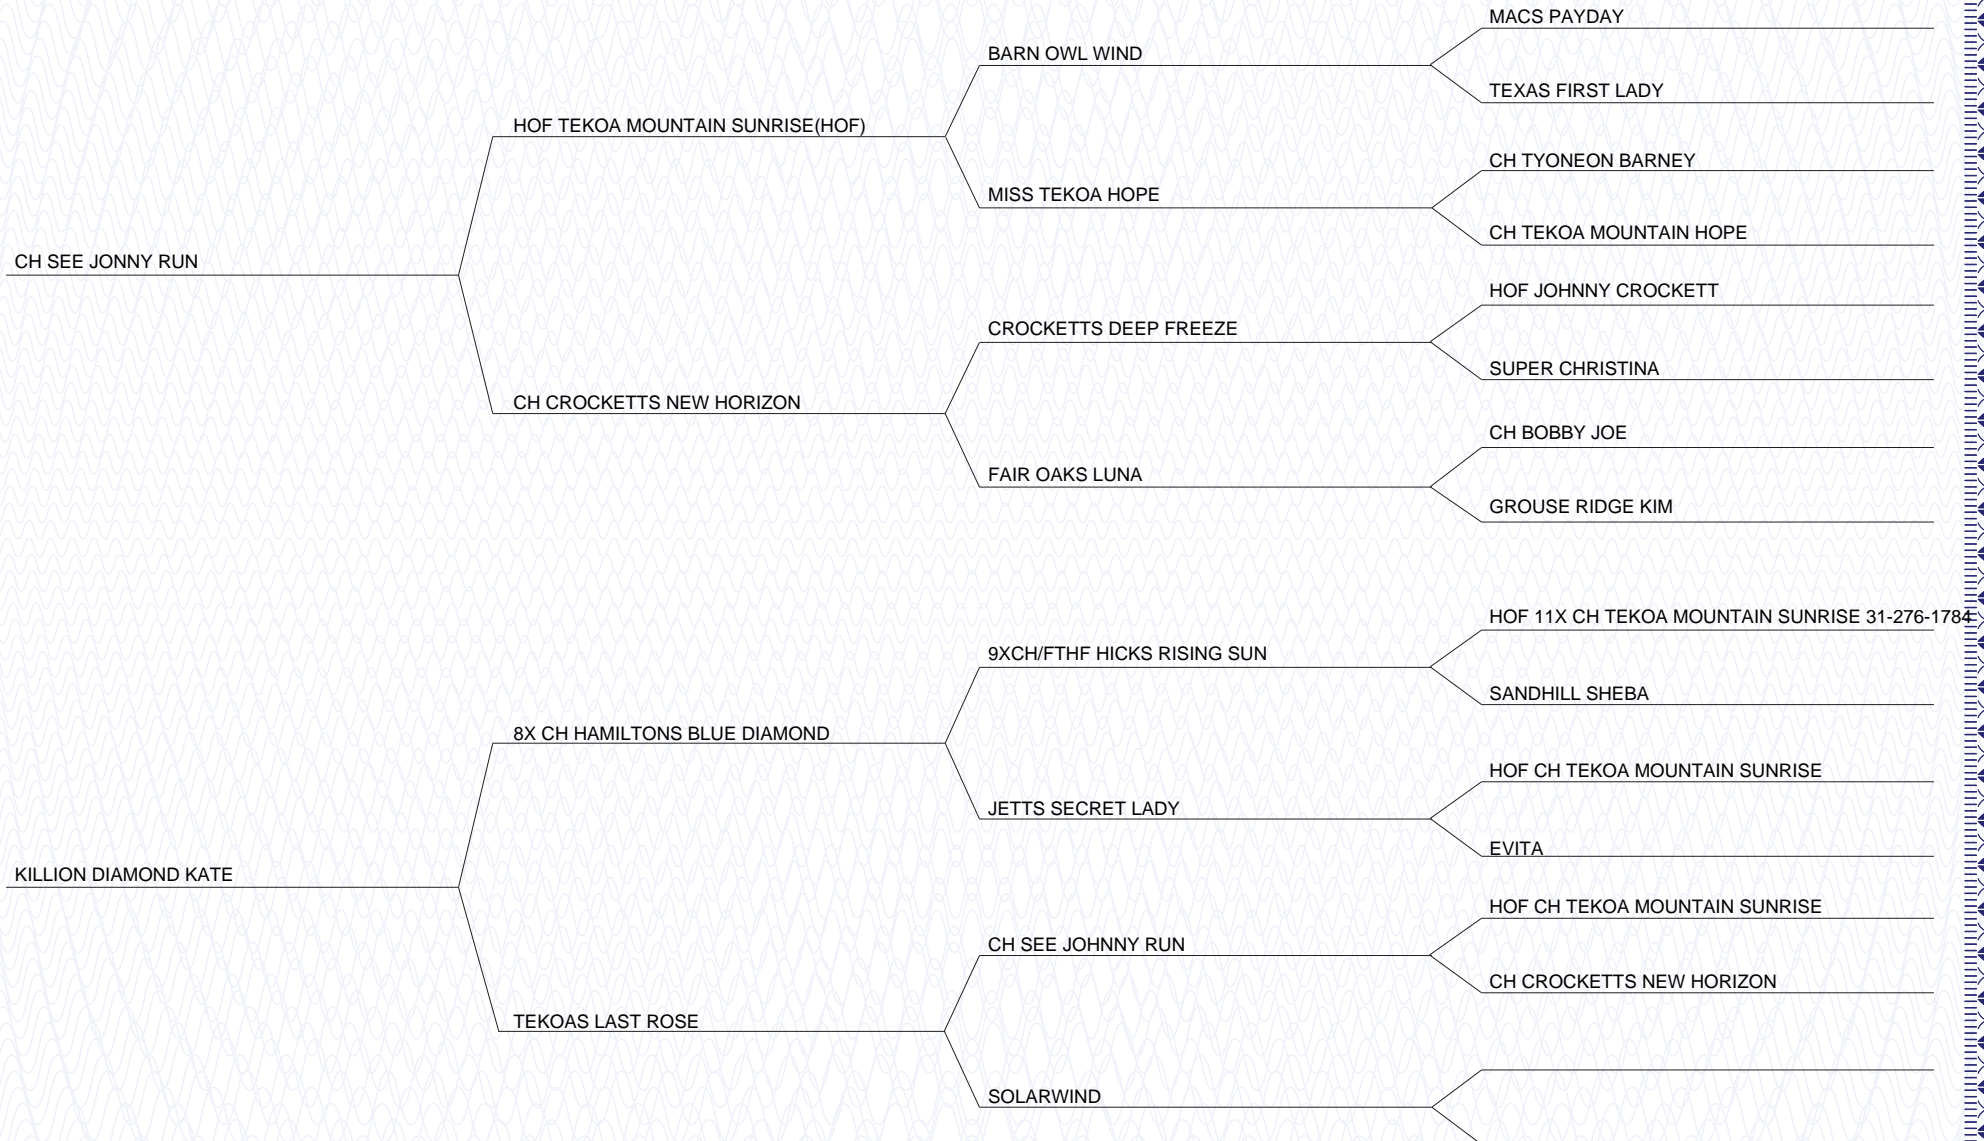 MACS PAYDAY
BARN OWL WIND
TEXAS FIRST LADY
HOF TEKOA MOUNTAIN SUNRISE(HOF)
CH TYONEON BARNEY
MISS TEKOA HOPE
CH TEKOA MOUNTAIN HOPE
CH SEE JONNY RUN
HOF JOHNNY CROCKETT
CROCKETTS DEEP FREEZE
SUPER CHRISTINA
CH CROCKETTS NEW HORIZON
CH BOBBY JOE
FAIR OAKS LUNA
GROUSE RIDGE KIM
HOF 11X CH TEKOA MOUNTAIN SUNRISE 31-276-1784
9XCH/FTHF HICKS RISING SUN
SANDHILL SHEBA
8X CH HAMILTONS BLUE DIAMOND
HOF CH TEKOA MOUNTAIN SUNRISE
JETTS SECRET LADY
EVITA
KILLION DIAMOND KATE
HOF CH TEKOA MOUNTAIN SUNRISE
CH SEE JOHNNY RUN
CH CROCKETTS NEW HORIZON
TEKOAS LAST ROSE
SOLARWIND